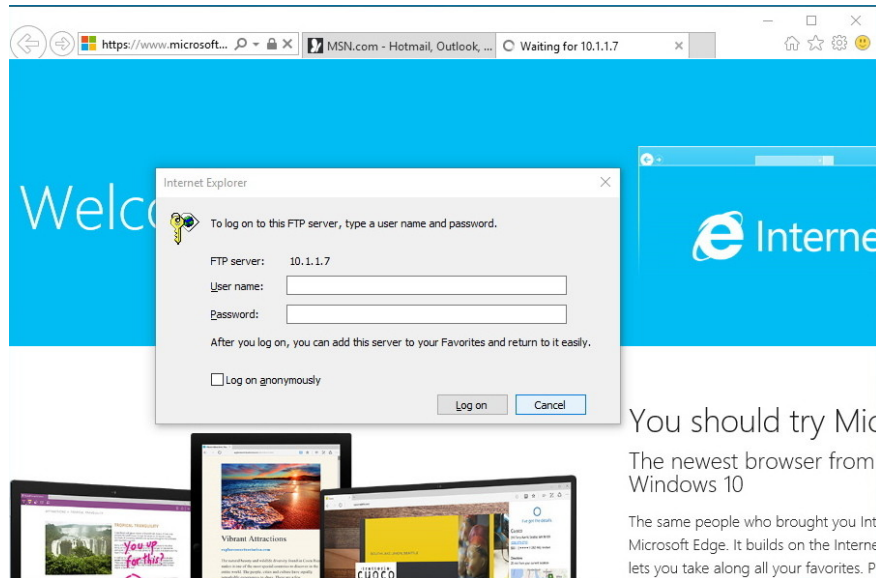 https://www.microsoft...
MSN.com - Hotmail, Outlook, ...
Waiting for 10.1.1.7
Welc
Internet Explorer
To log on to this FTP server, type a user name and password.
FTP server: 10.1.1.7
User name:
Password:
After you log on, you can add this server to your Favorites and return to it easily.
Log on anonymously
Log on
Cancel
Interne
You should try Mic
The newest browser from
Windows 10
The same people who brought you Int
Microsoft Edge. It builds on the Interne
lets you take along all your favorites. P
TROPICAL TRANQUILITY
You up
for this?
Vibrant Attractions
CUOCO